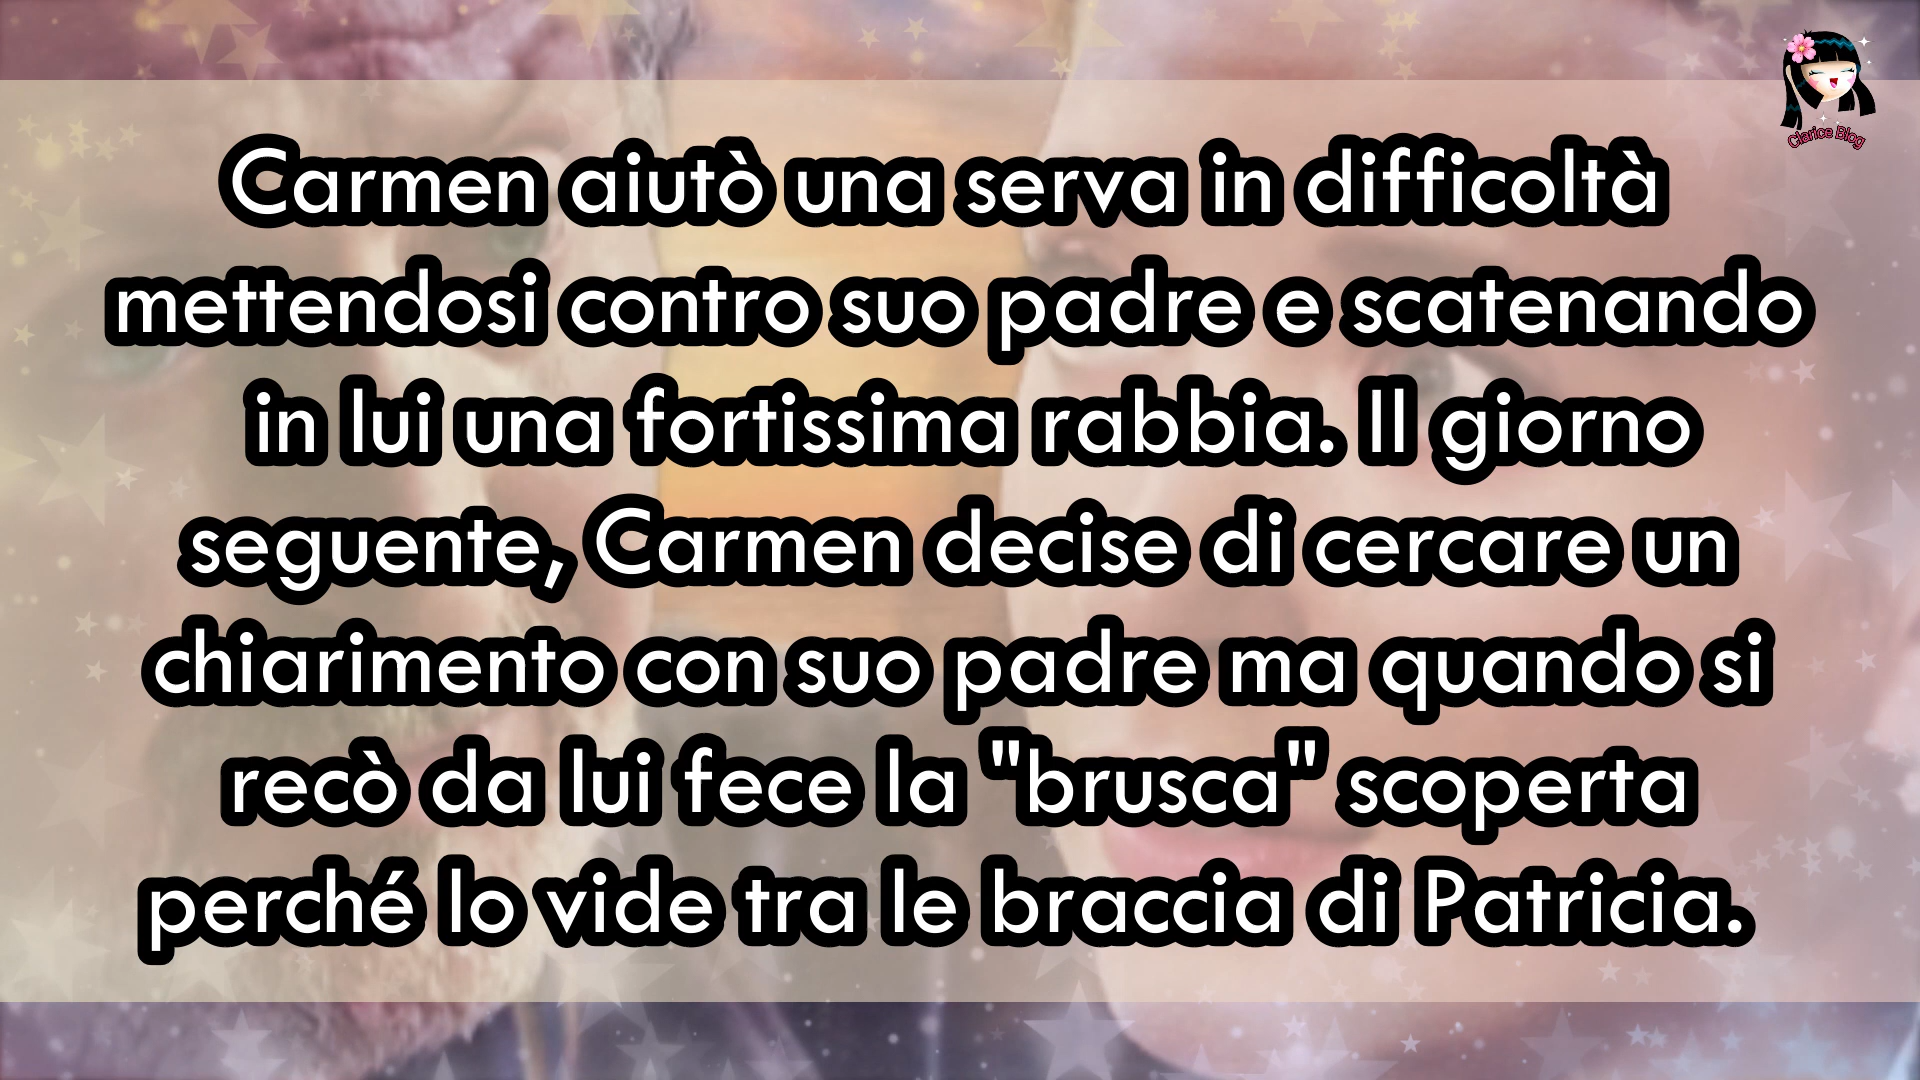 Clarice Blog
Carmen aiutò una serva in difficoltà
mettendosi contro suo padre e scatenando
in lui una fortissima rabbia. Il giorno
seguente, Carmen decise di cercare un
chiarimento con suo padre ma quando si
recò da lui fece la "brusca" scoperta
perché lo vide tra le braccia di Patricia.